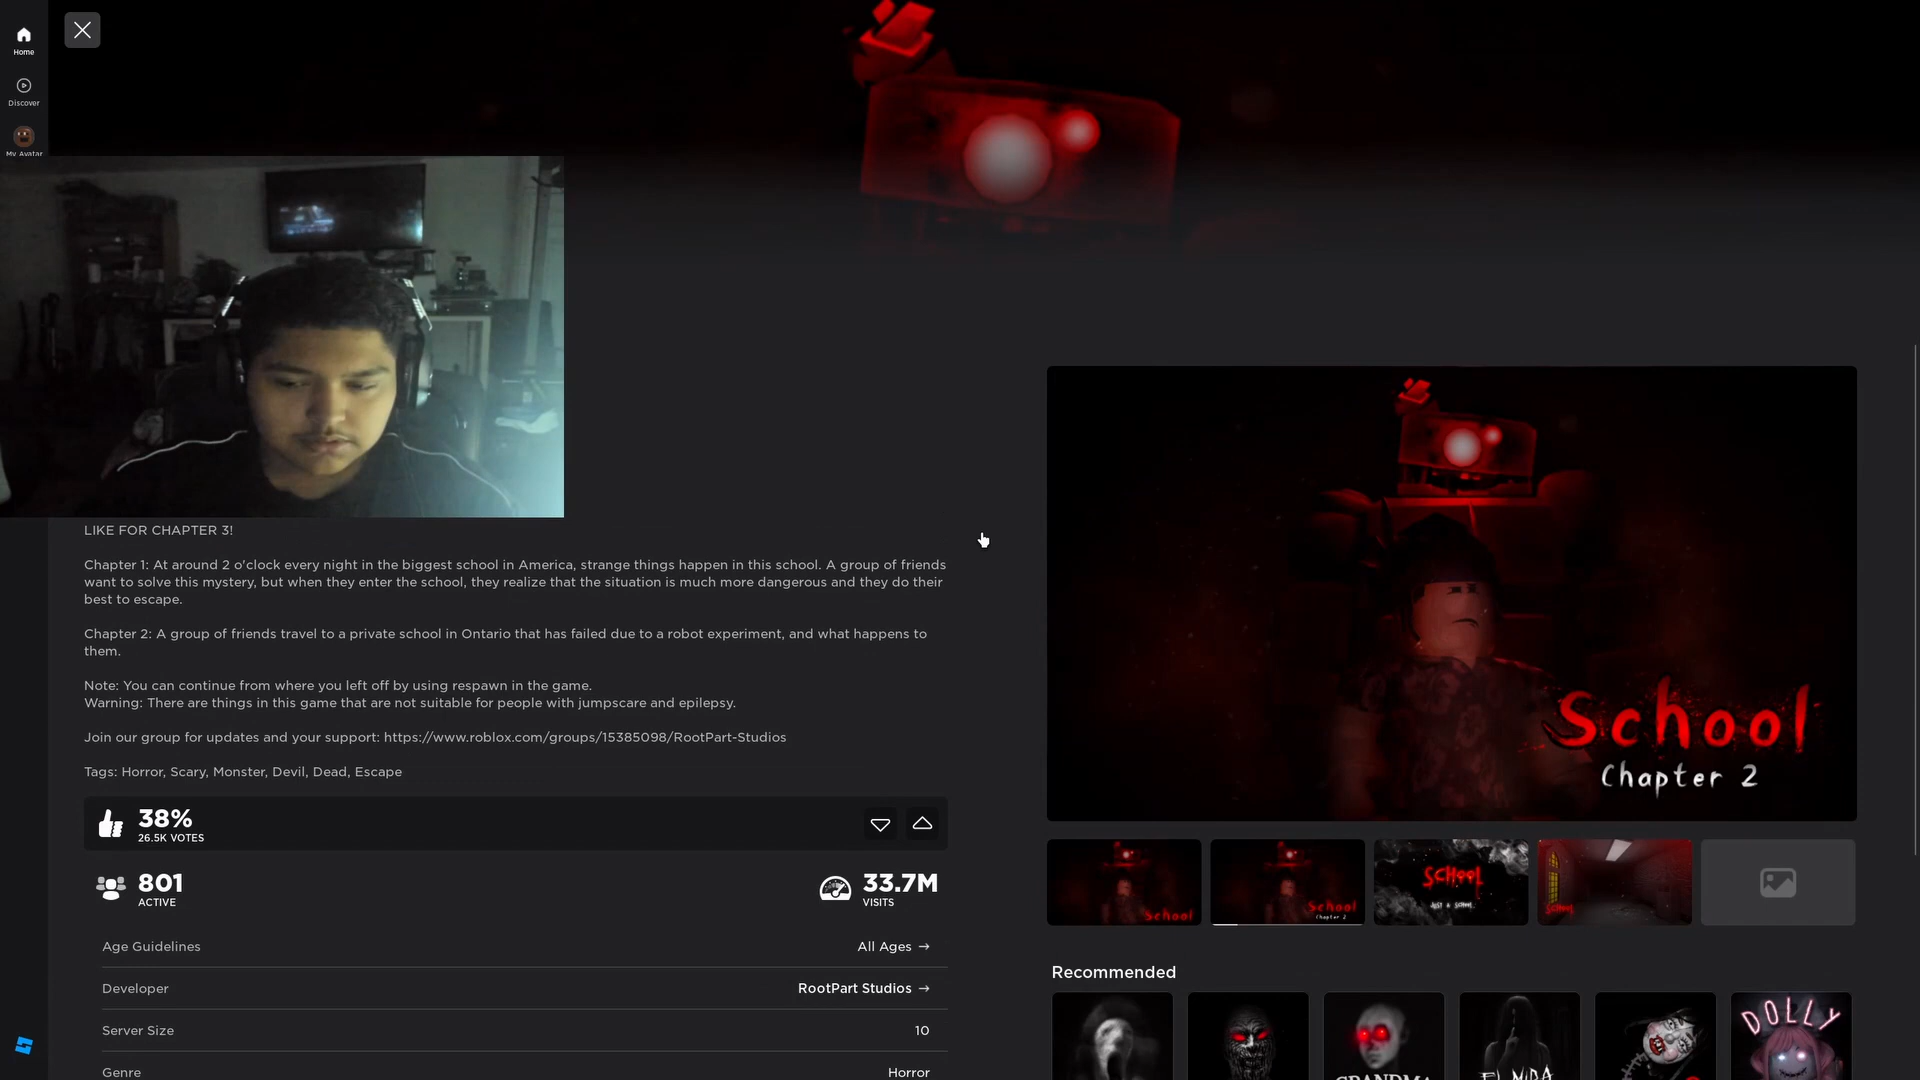 Home
Discover
My Avatar
LIKE FOR CHAPTER 3!
Chapter 1: At around 2 o'clock every night in the biggest school in America, strange things happen in this school. A group of friends
want to solve this mystery, but when they enter the school, they realize that the situation is much more dangerous and they do their
best to escape.
Chapter 2: A group of friends travel to a private school in Ontario that has failed due to a robot experiment, and what happens to
them.
Note: You can continue from where you left off by using respawn in the game.
Warning: There are things in this game that are not suitable for people with jumpscare and epilepsy.
Join our group for updates and your support: https://www.roblox.com/groups/15385098/RootPart-Studios
Tags: Horror, Scary, Monster, Devil, Dead, Escape
38%
26.5K VOTES
801
ACTIVE
33.7M
VISITS
Age Guidelines
All Ages →
Developer
RootPart Studios →
Server Size
10
Genre
Horror
School
Chapter 2
School
School
Chapter 2
SCHOOL
JUST A SCHOOL
SCHOOL
Recommended
GRANDMA
DOLLY